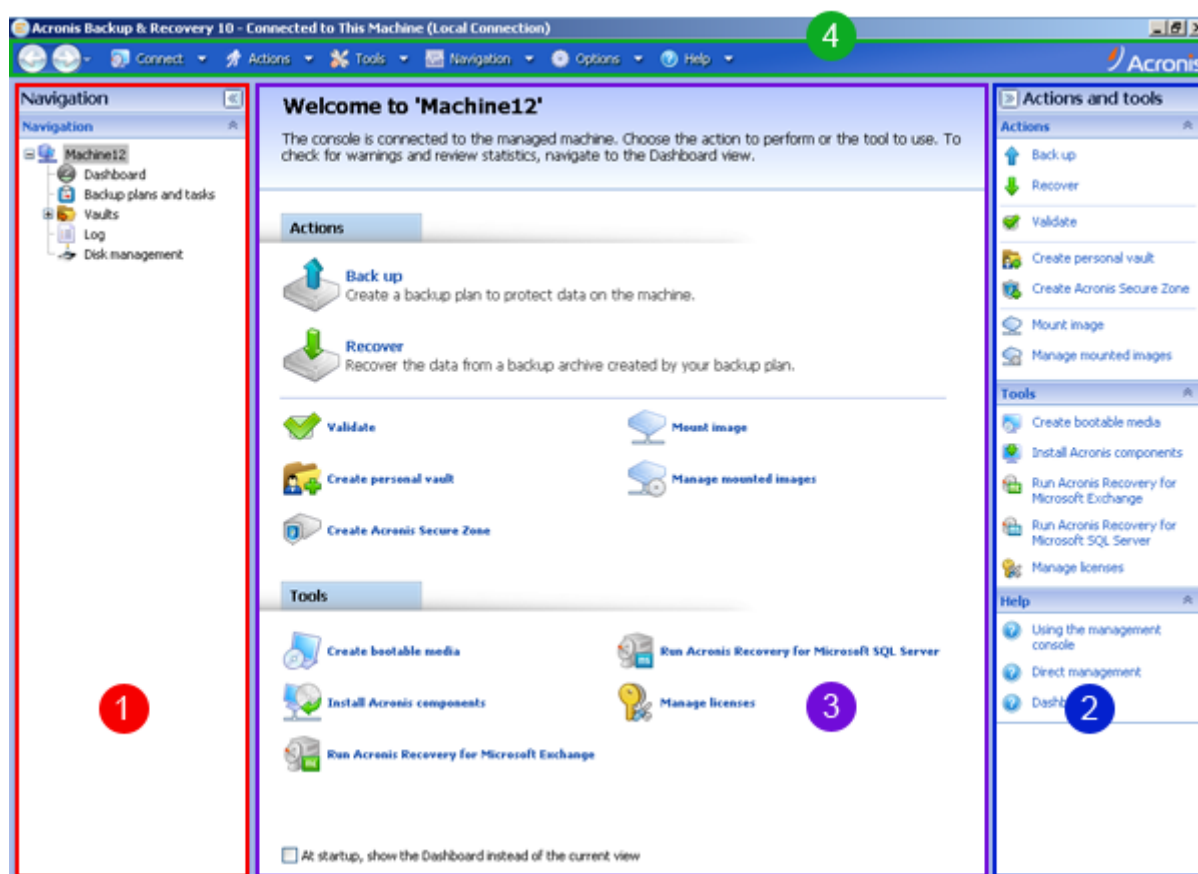 Acronis Backup & Recovery 10 - Connected to This Machine (Local Connection)
4
Connect
Actions
Tools
Navigation
Options
Help
Acronis
Navigation
Navigation
Machine12
Dashboard
Backup plans and tasks
Vaults
Log
Disk management
1
Welcome to 'Machine12'
The console is connected to the managed machine. Choose the action to perform or the tool to use. To
check for warnings and review statistics, navigate to the Dashboard view.
Actions
Back up
Create a backup plan to protect data on the machine.
Recover
Recover the data from a backup archive created by your backup plan.
Validate
Mount image
Create personal vault
Manage mounted images
Create Acronis Secure Zone
Tools
Create bootable media
Run Acronis Recovery for Microsoft SQL Server
Install Acronis components
Manage licenses
Run Acronis Recovery for Microsoft Exchange
3
At startup, show the Dashboard instead of the current view
Actions and tools
Actions
Back up
Recover
Validate
Create personal vault
Create Acronis Secure Zone
Mount image
Manage mounted images
Tools
Create bootable media
Install Acronis components
Run Acronis Recovery for
Microsoft Exchange
Run Acronis Recovery for
Microsoft SQL Server
Manage licenses
Help
Using the management
console
Direct management
2